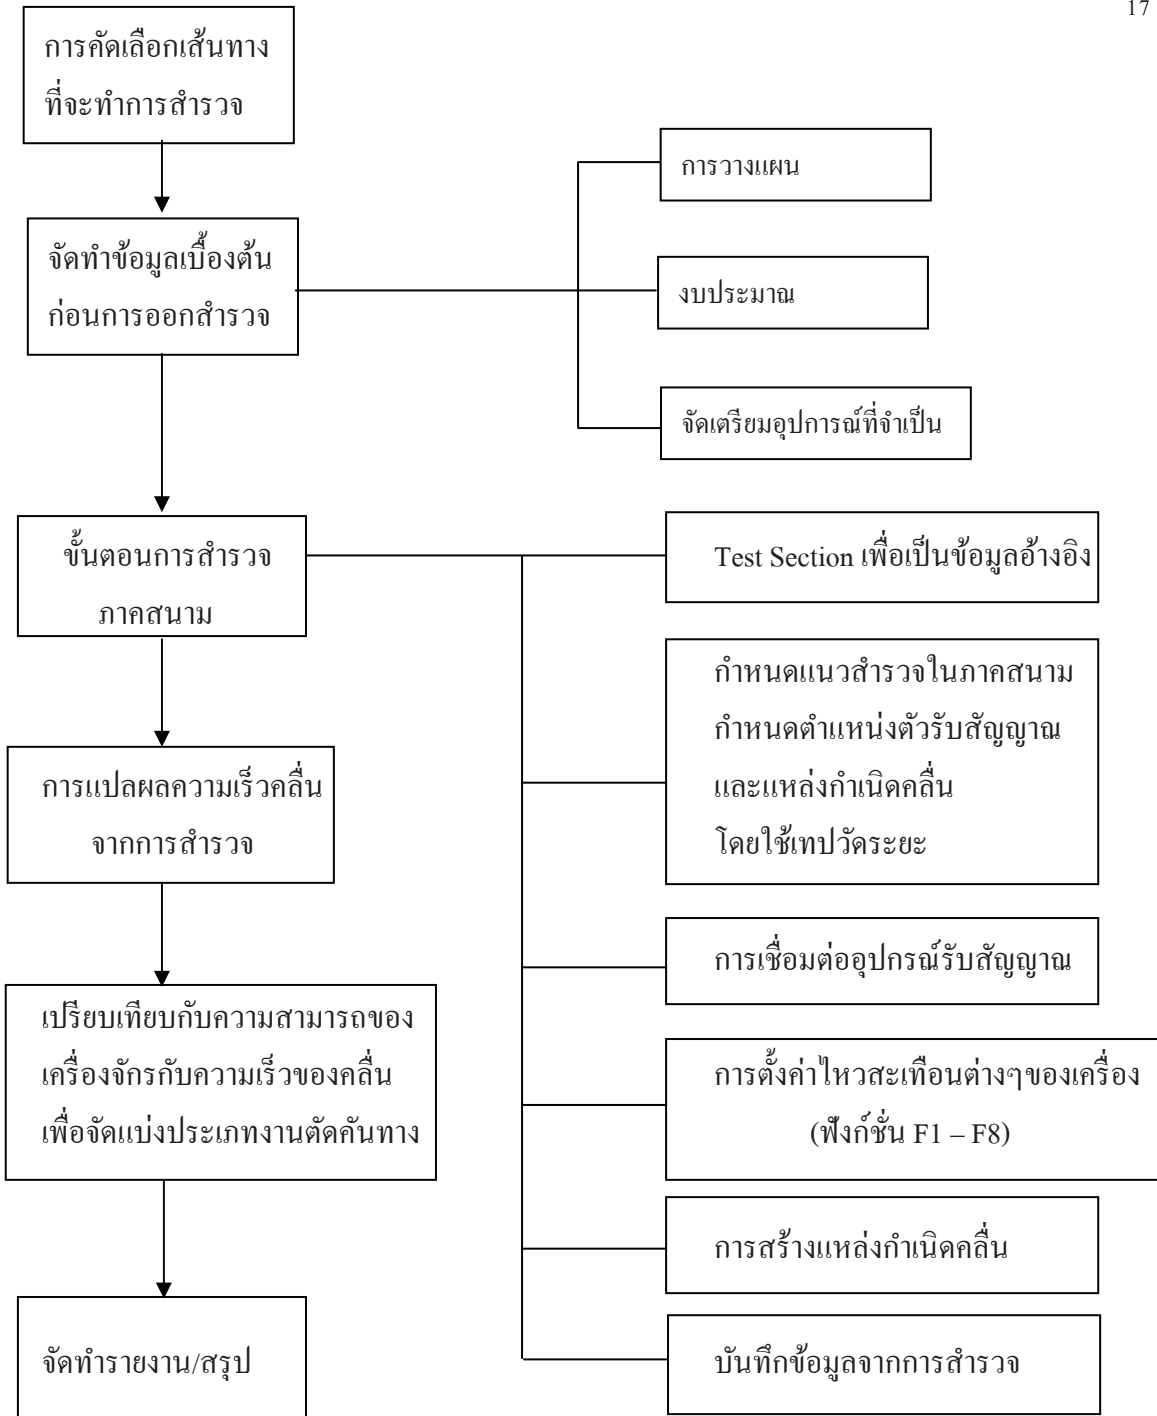 17
การคัดเลือกเส้นทาง
ที่จะทำการสำรวจ
การวางแผน
จัดทำข้อมูลเบื้องต้น
ก่อนการออกสำรวจ
งบประมาณ
จัดเตรียมอุปการณ์ที่จำเป็น
ขั้นตอนการสำรวจ
ภาคสนาม
Test Section เพื่อเป็นข้อมูลอ้างอิง
กำหนดแนวสำรวจในภาคสนาม
กำหนดตำแหน่งตัวรับสัญญาณ
และแหล่งกำเนิดคลื่น
โดยใช้เทปวัดระยะ
การแปลผลความเร็วคลื่น
จากการสำรวจ
การเชื่อมต่ออุปกรณ์รับสัญญาณ
เปรียบเทียบกับความสามารถของ
เครื่องจักรกับความเร็วของคลื่น
เพื่อจัดแบ่งประเภทงานตัดคันทาง
การตั้งค่าไหวสะเทือนต่างๆของเครื่อง
(ฟังก์ชั่น F1 – F8)
การสร้างแหล่งกำเนิดคลื่น
จัดทำรายงาน/สรุป
บันทึกข้อมูลจากการสำรวจ